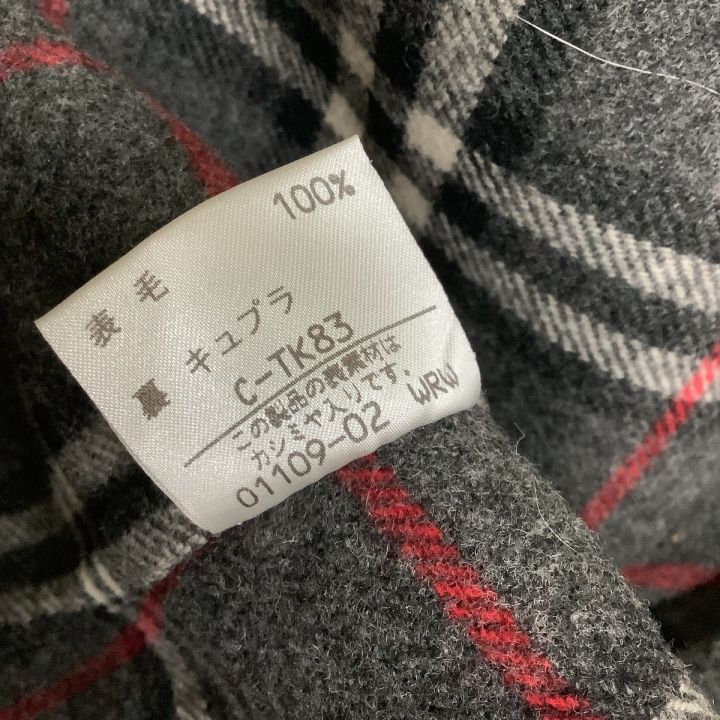 表 毛 100%
裏 キュプラ
C-TK83
この製品の表素材は
カシミヤ入りです.
01109-02 WRW